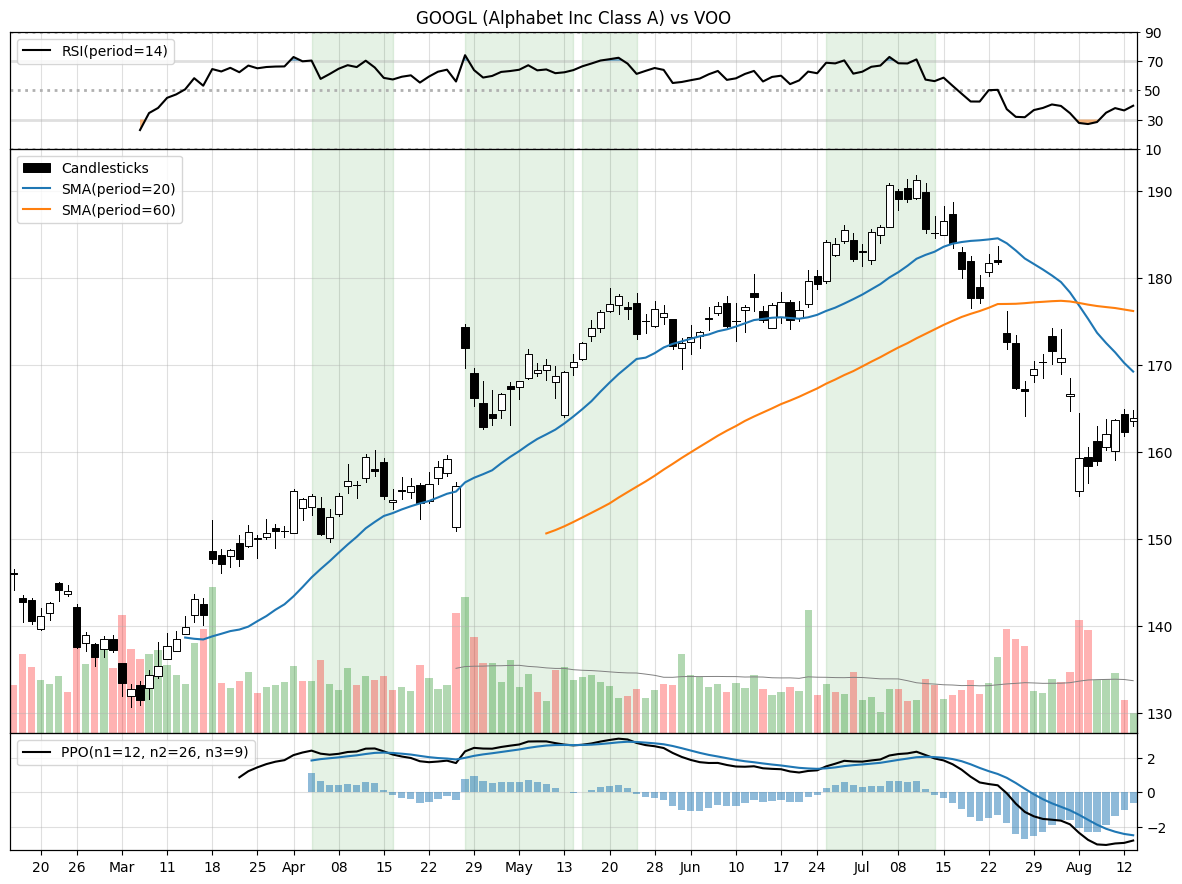 GOOGL (Alphabet Inc Class A) vs VOO
RSI(period=14)
90
70
50
30
10
Candlesticks
SMA(period=20)
SMA(period=60)
190
180
170
160
150
140
130
PPO(n1=12, n2=26, n3=9)
2
0
−2
20 26 Mar 11 18 25 Apr 08 15 22 29 May 13 20 28 Jun 10 17 24 Jul 08 15 22 29 Aug 12